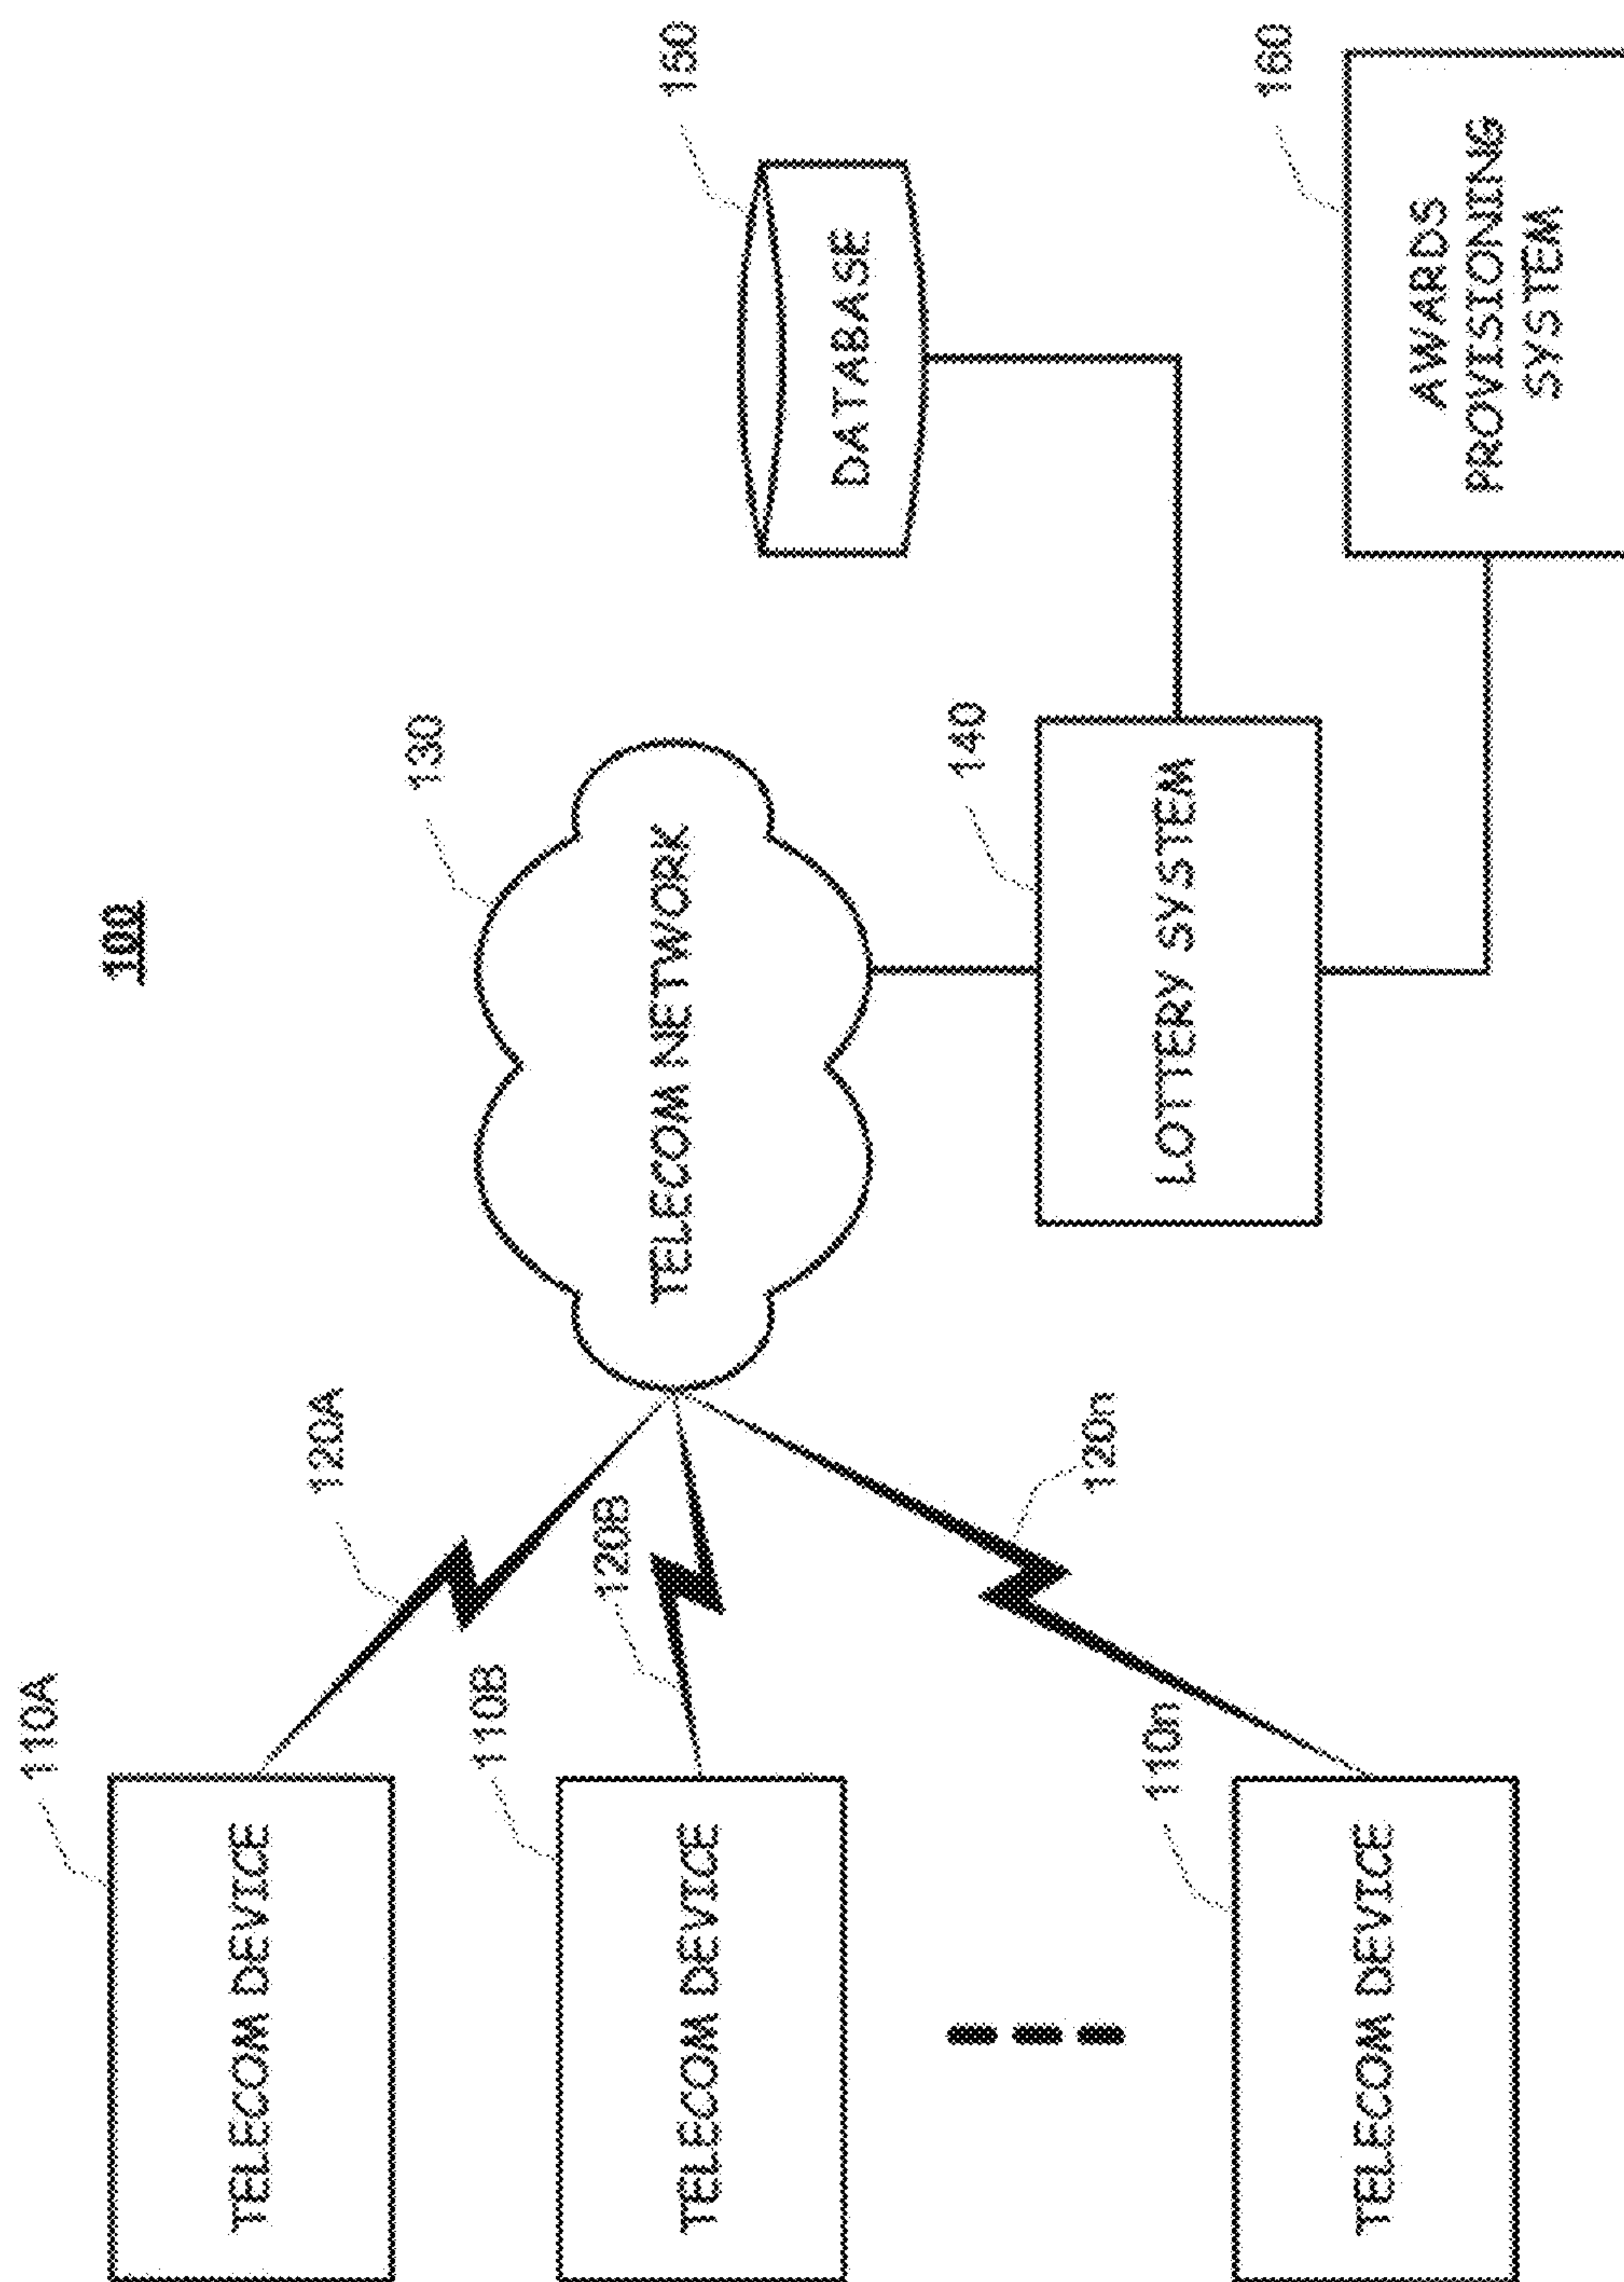 100
110A
TELECOM DEVICE
120A
130
TELECOM NETWORK
150
DATABASE
110B
TELECOM DEVICE
120B
140
LOTTERY SYSTEM
110n
TELECOM DEVICE
120n
160
AWARDS
PROVISIONING
SYSTEM